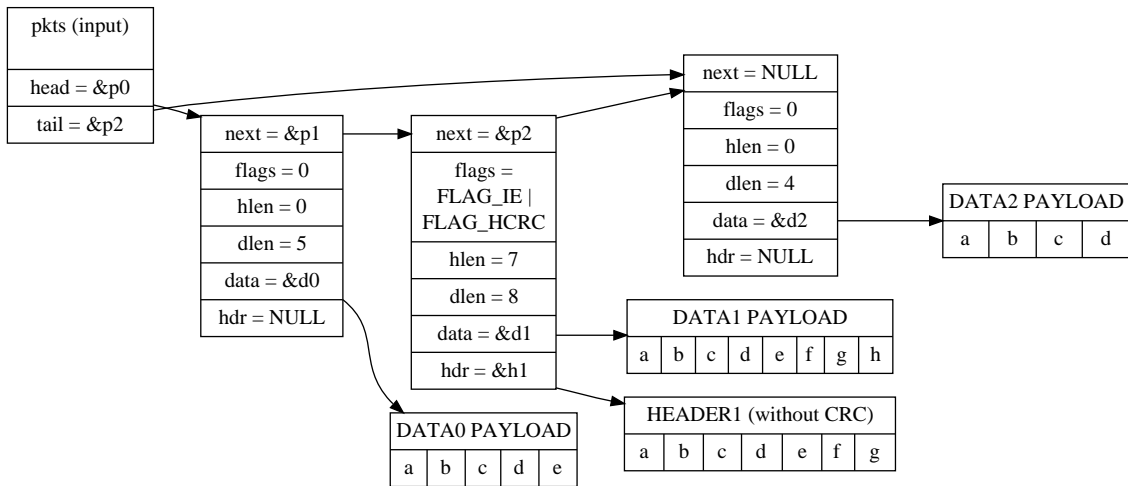 pkts (input)
head = &p0
tail = &p2
next = &p1
flags = 0
hlen = 0
dlen = 5
data = &d0
hdr = NULL
next = &p2
flags =
FLAG_IE |
FLAG_HCRC
hlen = 7
dlen = 8
data = &d1
hdr = &h1
next = NULL
flags = 0
hlen = 0
dlen = 4
data = &d2
hdr = NULL
DATA2 PAYLOAD
a b c d
DATA1 PAYLOAD
a b c d e f g h
HEADER1 (without CRC)
a b c d e f g
DATA0 PAYLOAD
a b c d e